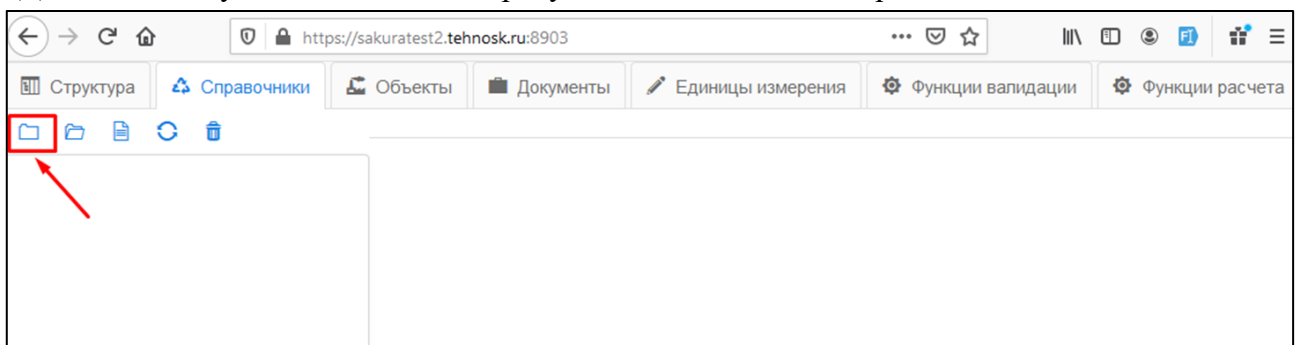 https://sakuratest2.tehnosk.ru:8903
Структура Справочники Объекты Документы Единицы измерения Функции валидации Функции расчета